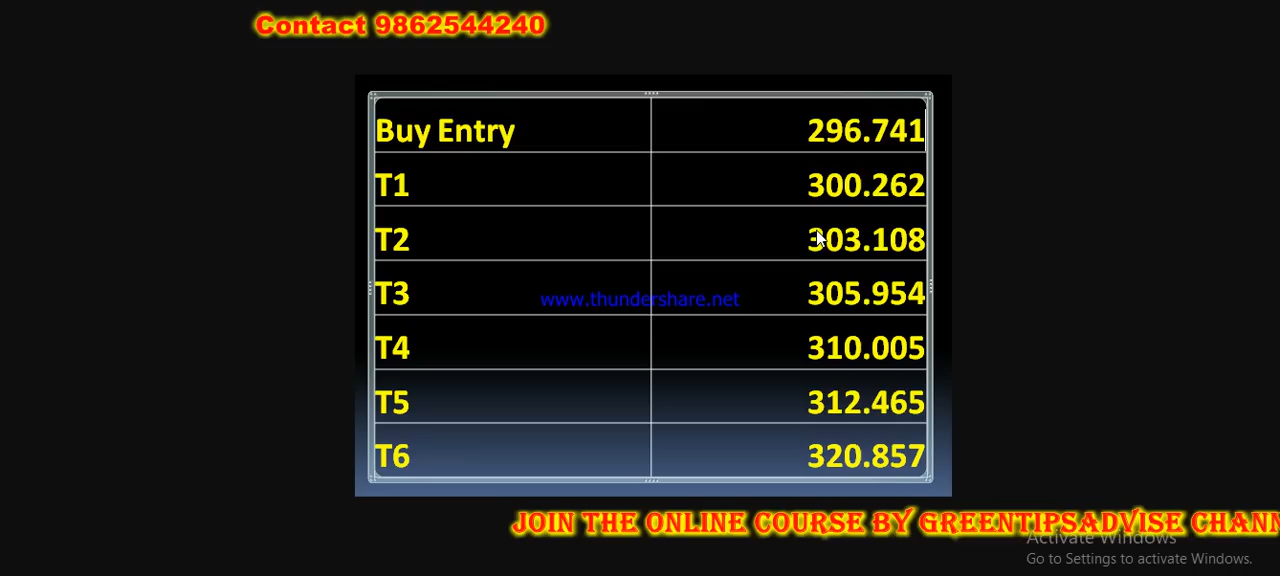 Contact 9862544240
Buy Entry 296.741
T1 300.262
T2 303.108
T3 305.954
www.thundershare.net
T4 310.005
T5 312.465
T6 320.857
JOIN THE ONLINE COURSE BY GREENTIPSADVISE CHANN
Activate Windows
Go to Settings to activate Windows.